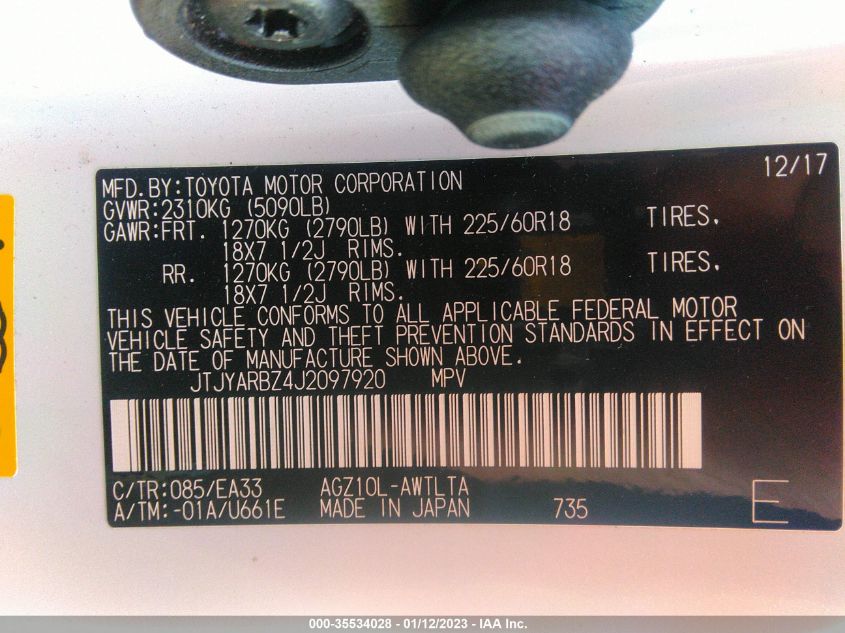 12/17
MFD.BY:TOYOTA MOTOR CORPORATION
GVWR:2310KG (5090LB)
GAWR:FRT. 1270KG (2790LB) WITH 225/60R18 TIRES,
18X7 1/2J RIMS.
RR. 1270KG (2790LB) WITH 225/60R18 TIRES,
18X7 1/2J RIMS.
THIS VEHICLE CONFORMS TO ALL APPLICABLE FEDERAL MOTOR
VEHICLE SAFETY AND THEFT PREVENTION STANDARDS IN EFFECT ON
THE DATE OF MANUFACTURE SHOWN ABOVE.
JTJYARBZ4J2097920 MPV
C/TR:085/EA33 AGZ10L-AWTLTA
A/TM:-01A/U661E MADE IN JAPAN 735 E
000-35534028 - 01/12/2023 - IAA Inc.